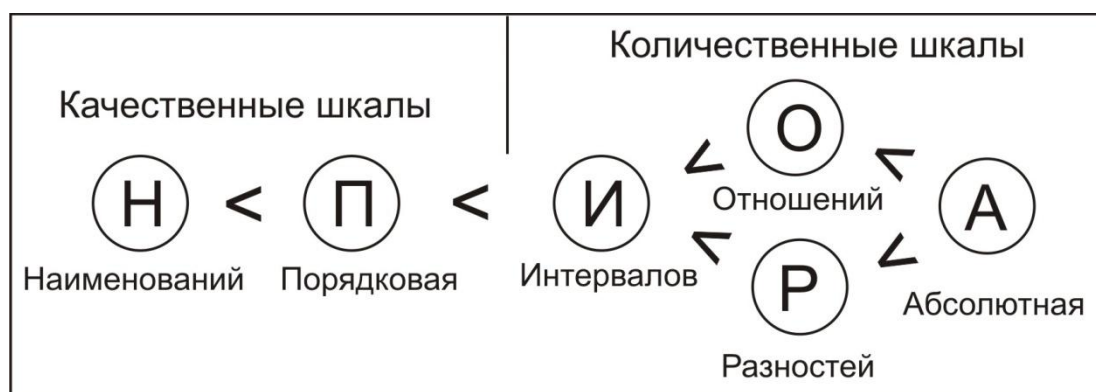 Качественные шкалы
Количественные шкалы
Н < П < И < О < А
< Р <
Наименований
Порядковая
Интервалов
Отношений
Разностей
Абсолютная